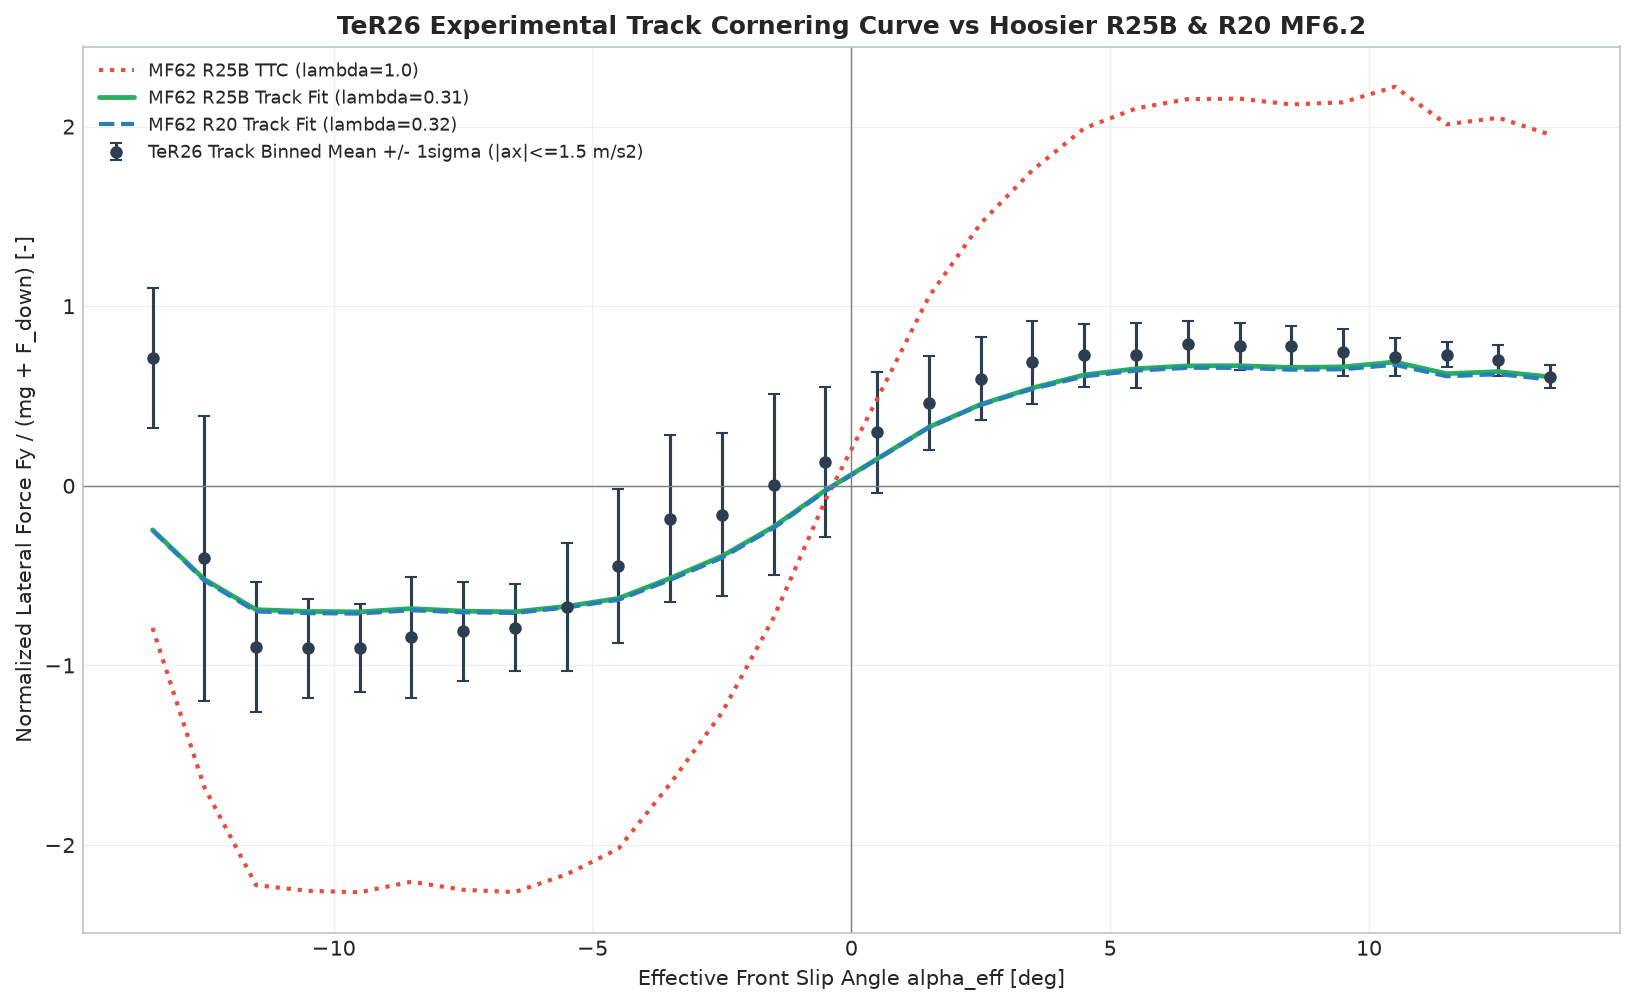 TeR26 Experimental Track Cornering Curve vs Hoosier R25B & R20 MF6.2
MF62 R25B TTC (lambda=1.0)
MF62 R25B Track Fit (lambda=0.31)
MF62 R20 Track Fit (lambda=0.32)
TeR26 Track Binned Mean +/- 1sigma (|ax|<=1.5 m/s2)
Normalized Lateral Force Fy / (mg + F_down) [-]
2
1
0
−1
−2
−10
−5
0
5
10
Effective Front Slip Angle alpha_eff [deg]